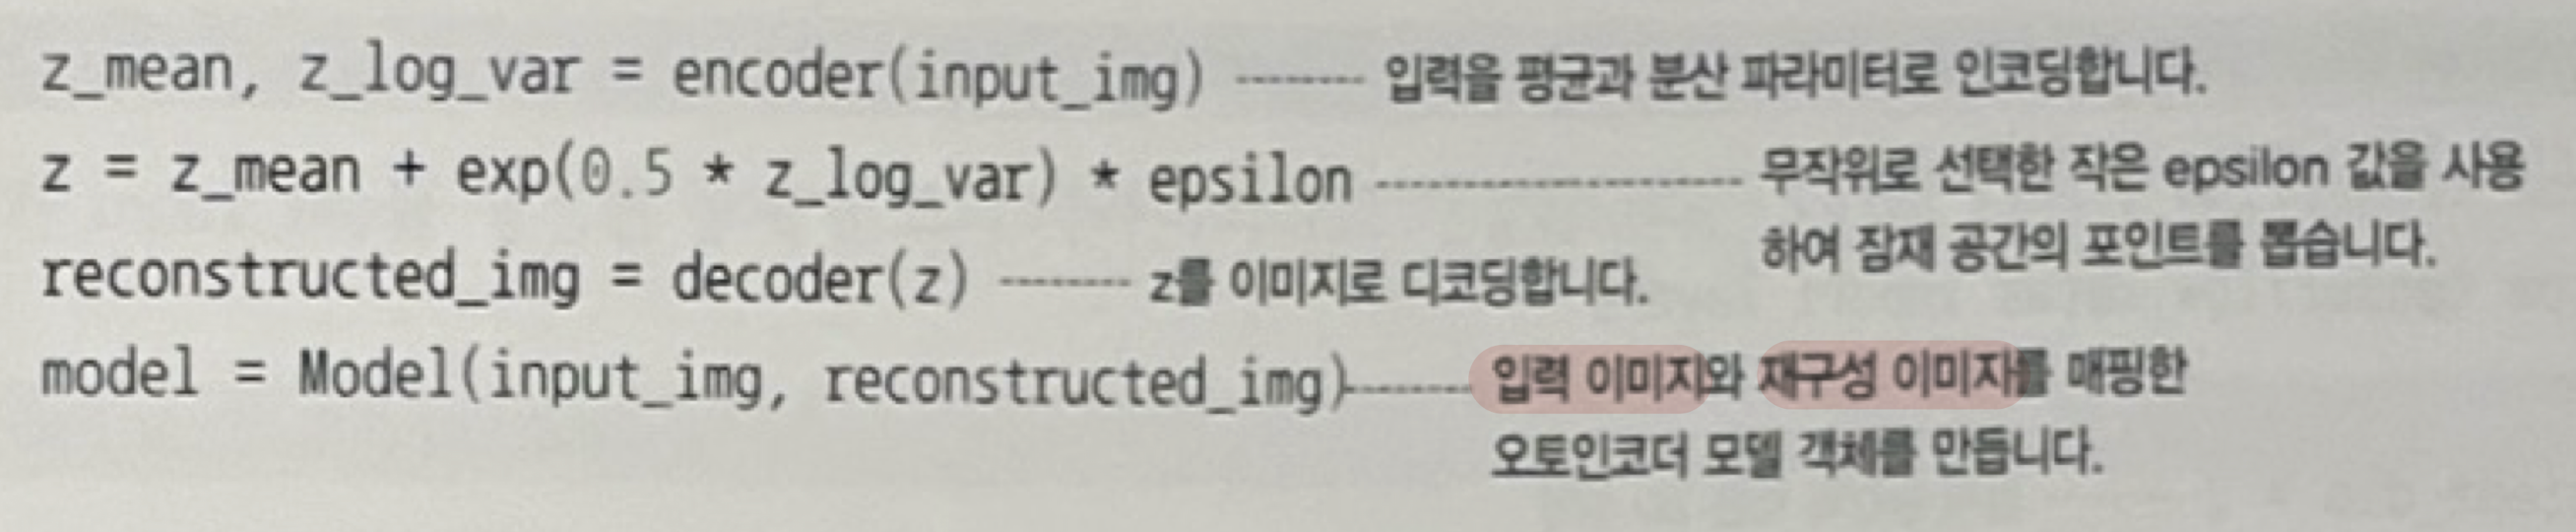 z_mean, z_log_var = encoder(input_img) -------- 입력을 평균과 분산 파라미터로 인코딩합니다.
z = z_mean + exp(0.5 * z_log_var) * epsilon -------- 무작위로 선택한 작은 epsilon 값을 사용
하여 잠재 공간의 포인트를 뽑습니다.
reconstructed_img = decoder(z) -------- z를 이미지로 디코딩합니다.
model = Model(input_img, reconstructed_img)-------- 입력 이미지와 재구성 이미지를 매핑한
오토인코더 모델 객체를 만듭니다.